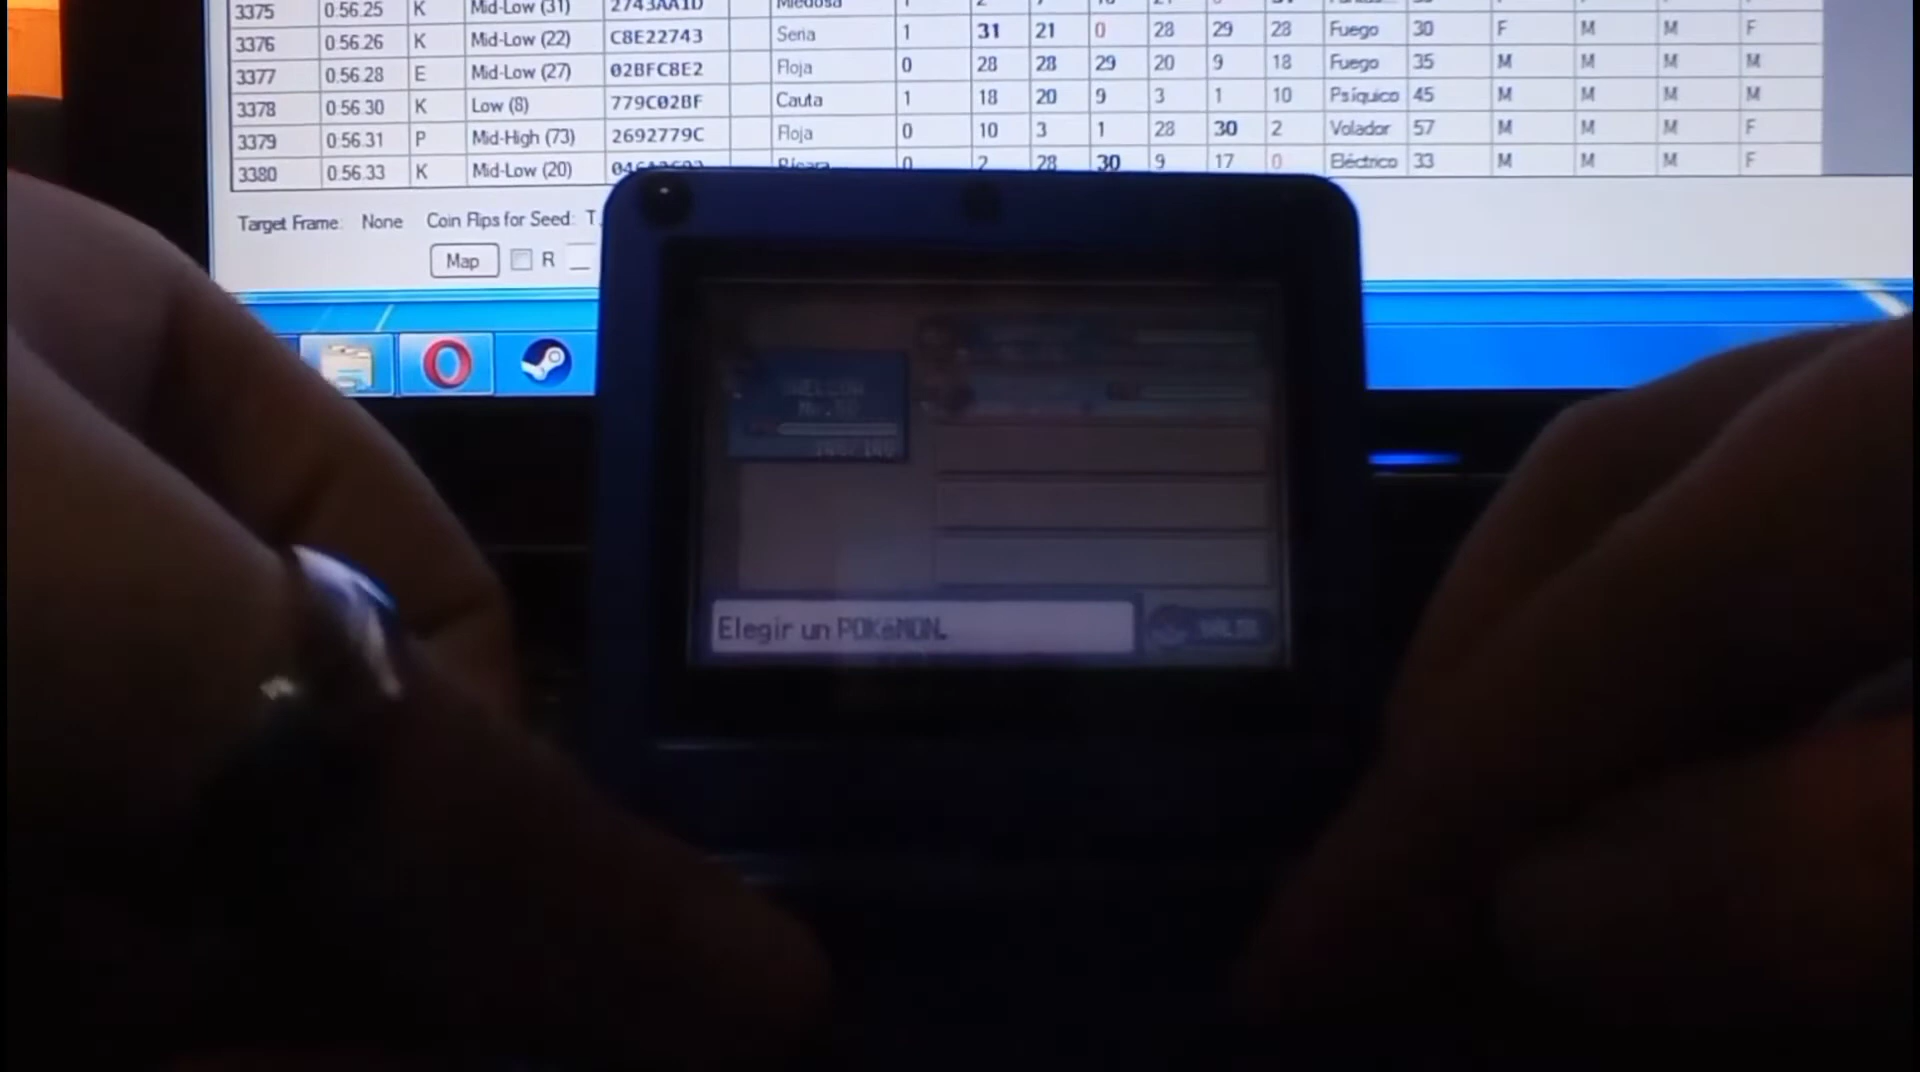 3375 0:56.25 K Mid-Low (31) 2743AA1D Miedosa
3376 0:56.26 K Mid-Low (22) C8E22743 Seria 1 31 21 0 28 29 28 Fuego 30 F M M F
3377 0:56.28 E Mid-Low (27) 02BFC8E2 Floja 0 28 28 29 20 9 18 Fuego 35 M M M M
3378 0:56.30 K Low (8) 779C02BF Cauta 1 18 20 9 3 1 10 Psíquico 45 M M M M
3379 0:56.31 P Mid-High (73) 2692779C Floja 0 10 3 1 28 30 2 Volador 57 M M M F
3380 0:56.33 K Mid-Low (20) Pícara 0 2 28 30 9 17 0 Eléctrico 33 M M M F
Target Frame: None Coin Flips for Seed: T
Map R
Elegir un POKéMON.
SALIR